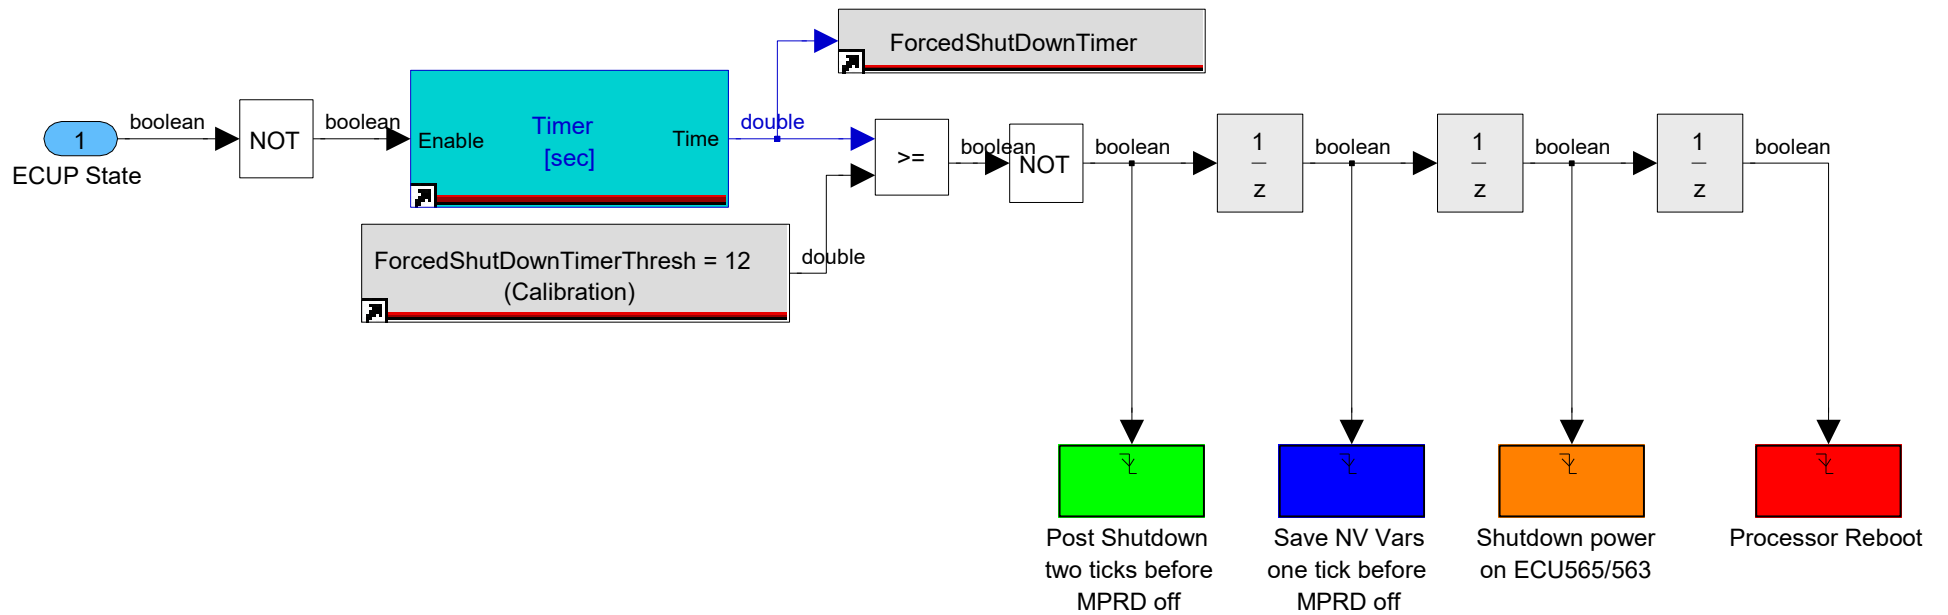 ForcedShutDownTimer
1
ECUP State
boolean
NOT
boolean
Enable
Timer
[sec]
Time
double
ForcedShutDownTimerThresh = 12
(Calibration)
double
>=
boolean
NOT
boolean
1
z
boolean
1
z
boolean
1
z
boolean
Post Shutdown
two ticks before
MPRD off
Save NV Vars
one tick before
MPRD off
Shutdown power
on ECU565/563
Processor Reboot